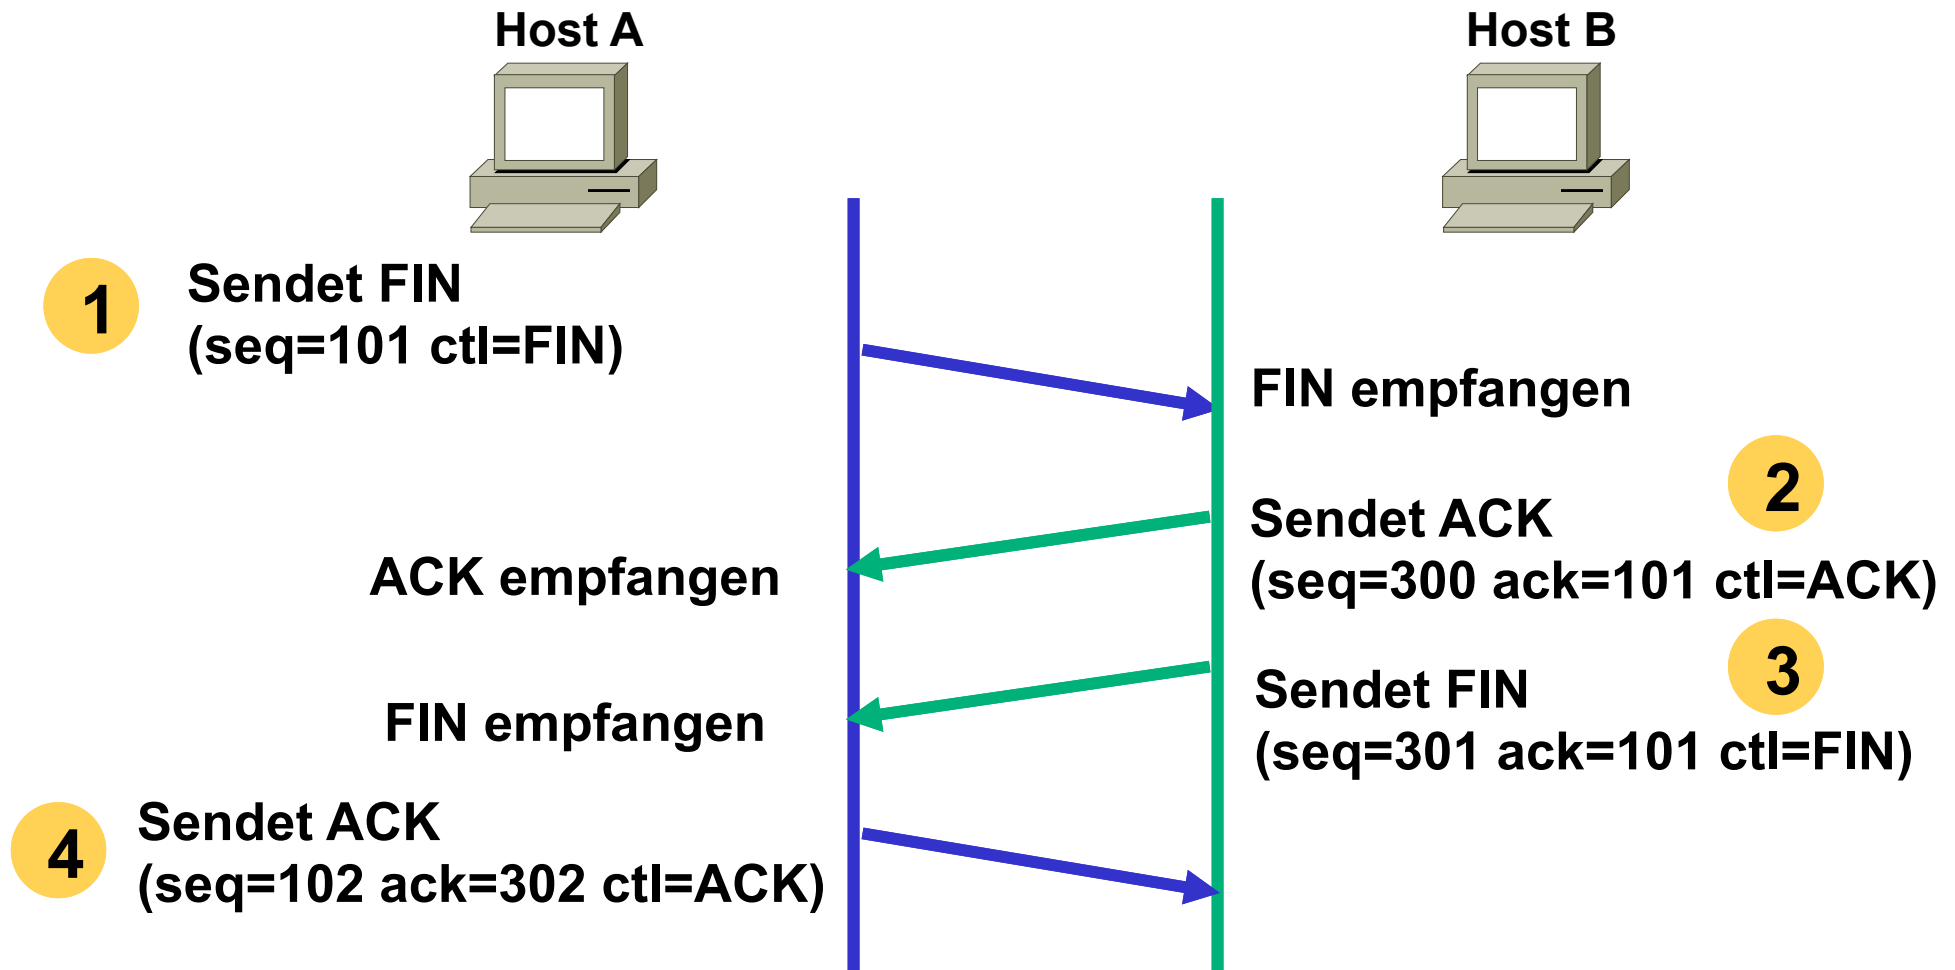 Host A
Host B
1
Sendet FIN
(seq=101 ctl=FIN)
FIN empfangen
2
Sendet ACK
(seq=300 ack=101 ctl=ACK)
ACK empfangen
3
Sendet FIN
(seq=301 ack=101 ctl=FIN)
FIN empfangen
4
Sendet ACK
(seq=102 ack=302 ctl=ACK)